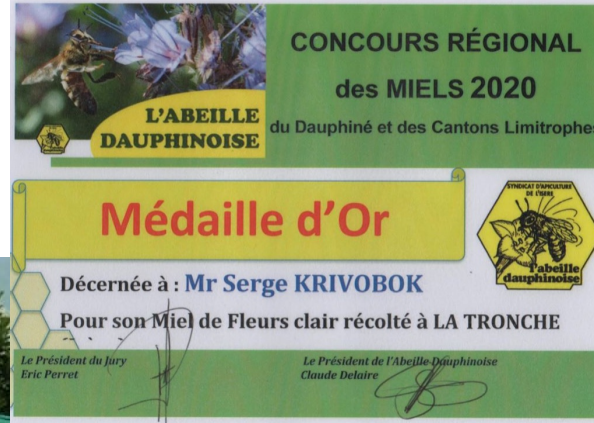 CONCOURS RÉGIONAL
des MIELS 2020
du Dauphiné et des Cantons Limitrophes
L'ABEILLE
DAUPHINOISE
Médaille d'Or
SYNDICAT D'APICULTURE
DE L'ISERE
l'abeille
dauphinoise
Décernée à : Mr Serge KRIVOBOK
Pour son Miel de Fleurs clair récolté à LA TRONCHE
Le Président du Jury
Eric Perret
Le Président de l'Abeille Dauphinoise
Claude Delaire